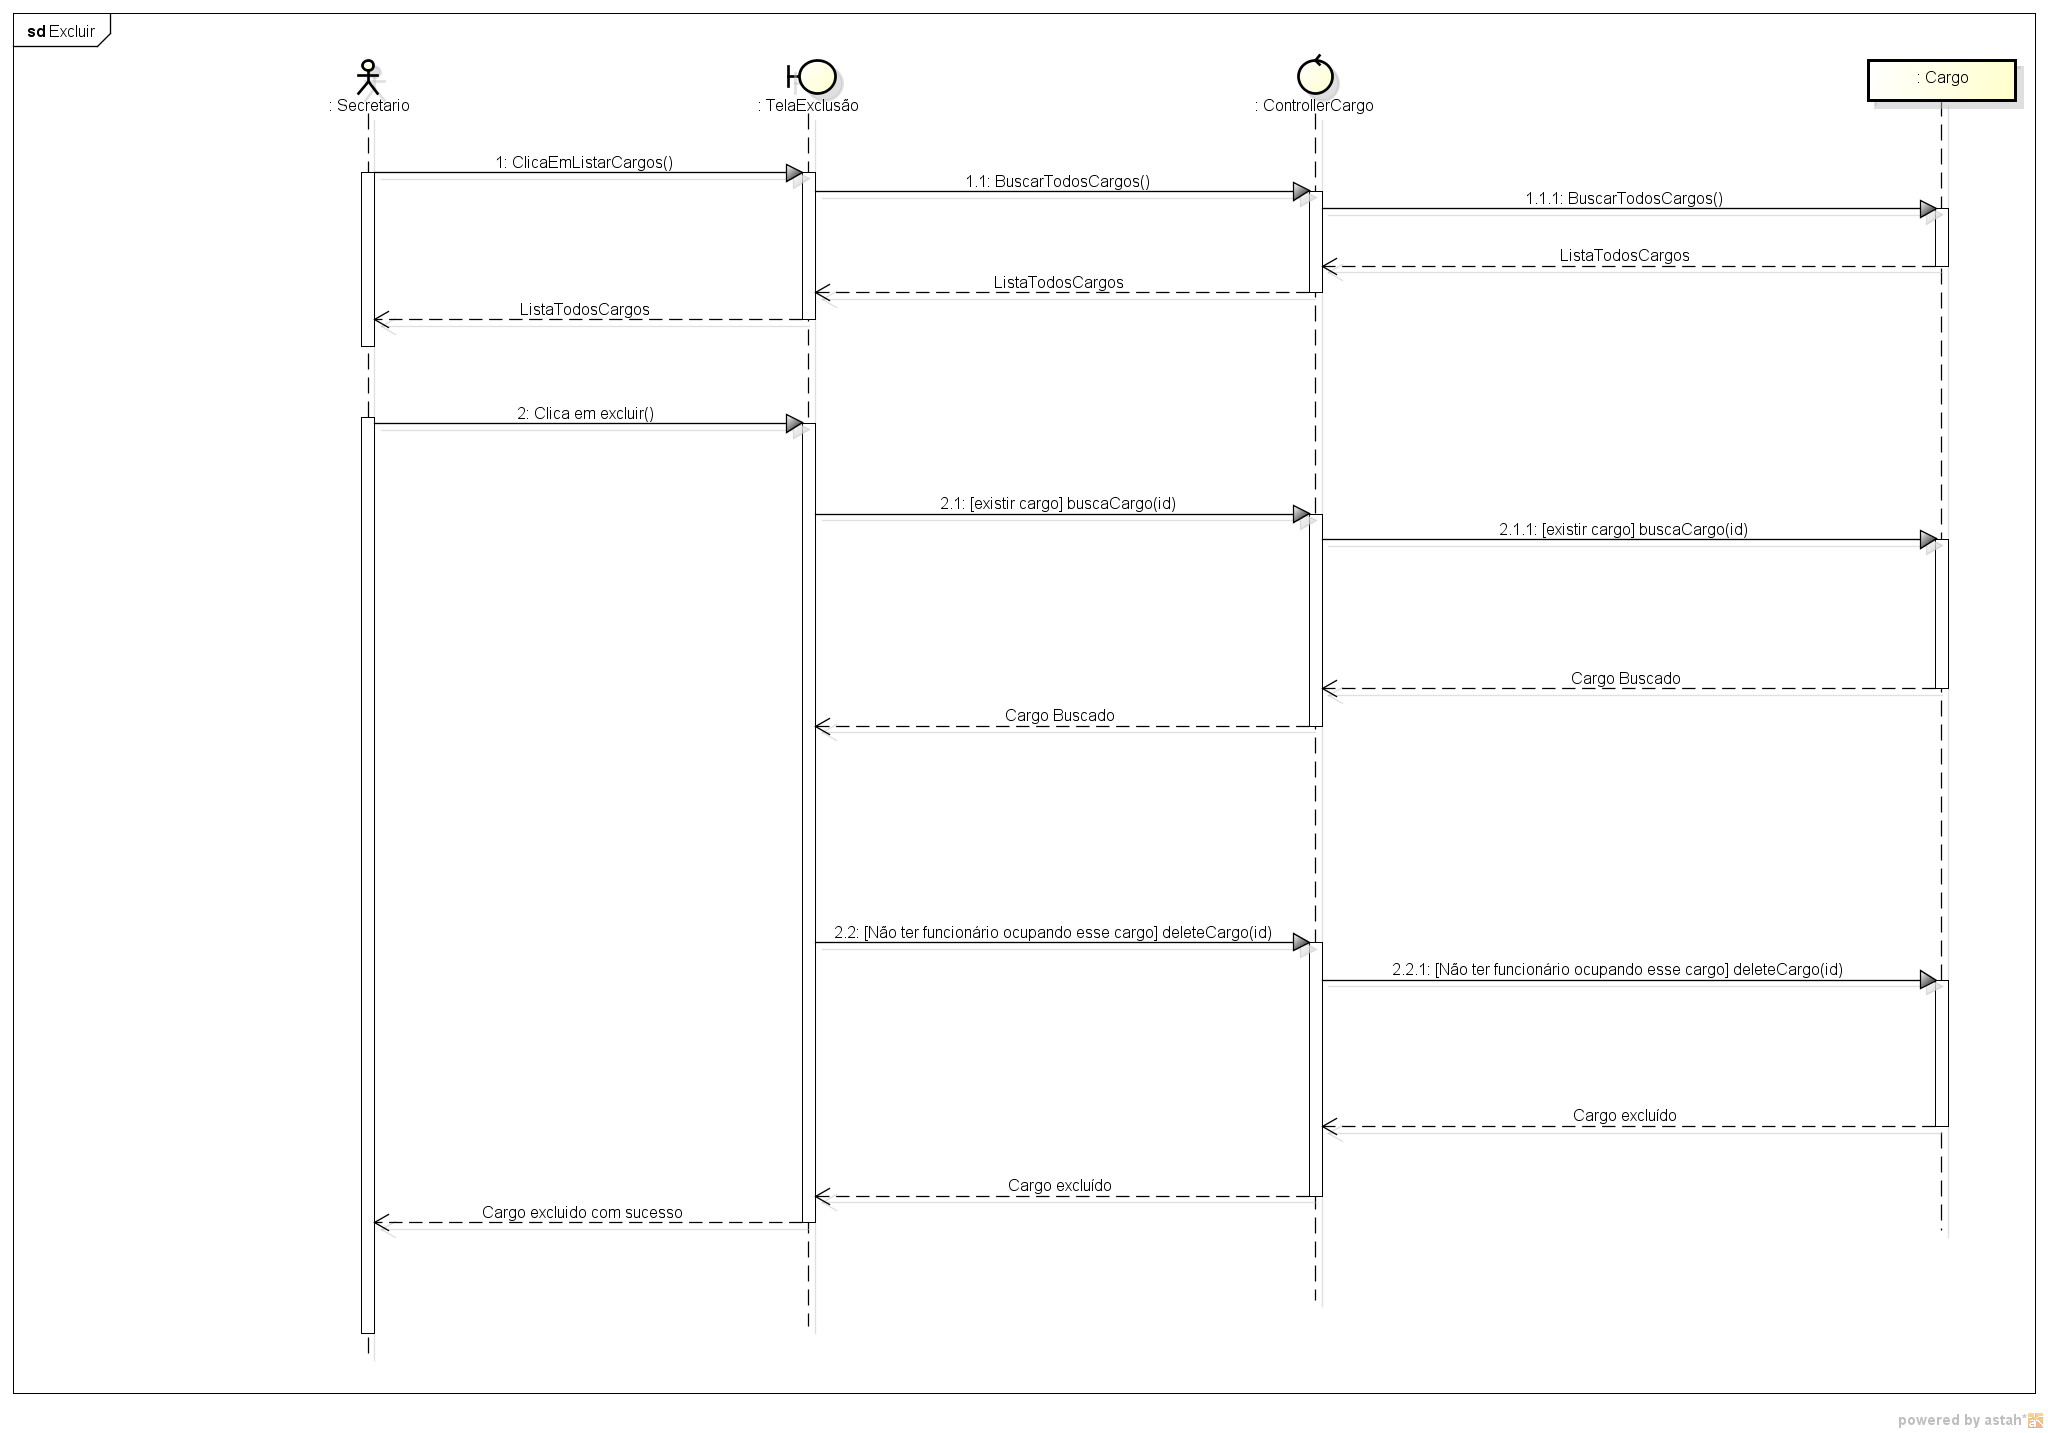 sd Excluir
: Secretario
: TelaExclusão
: ControllerCargo
: Cargo
1: ClicaEmListarCargos()
1.1: BuscarTodosCargos()
1.1.1: BuscarTodosCargos()
ListaTodosCargos
ListaTodosCargos
ListaTodosCargos
2: Clica em excluir()
2.1: [existir cargo] buscaCargo(id)
2.1.1: [existir cargo] buscaCargo(id)
Cargo Buscado
Cargo Buscado
2.2: [Não ter funcionário ocupando esse cargo] deleteCargo(id)
2.2.1: [Não ter funcionário ocupando esse cargo] deleteCargo(id)
Cargo excluído
Cargo excluído
Cargo excluido com sucesso
powered by astah*